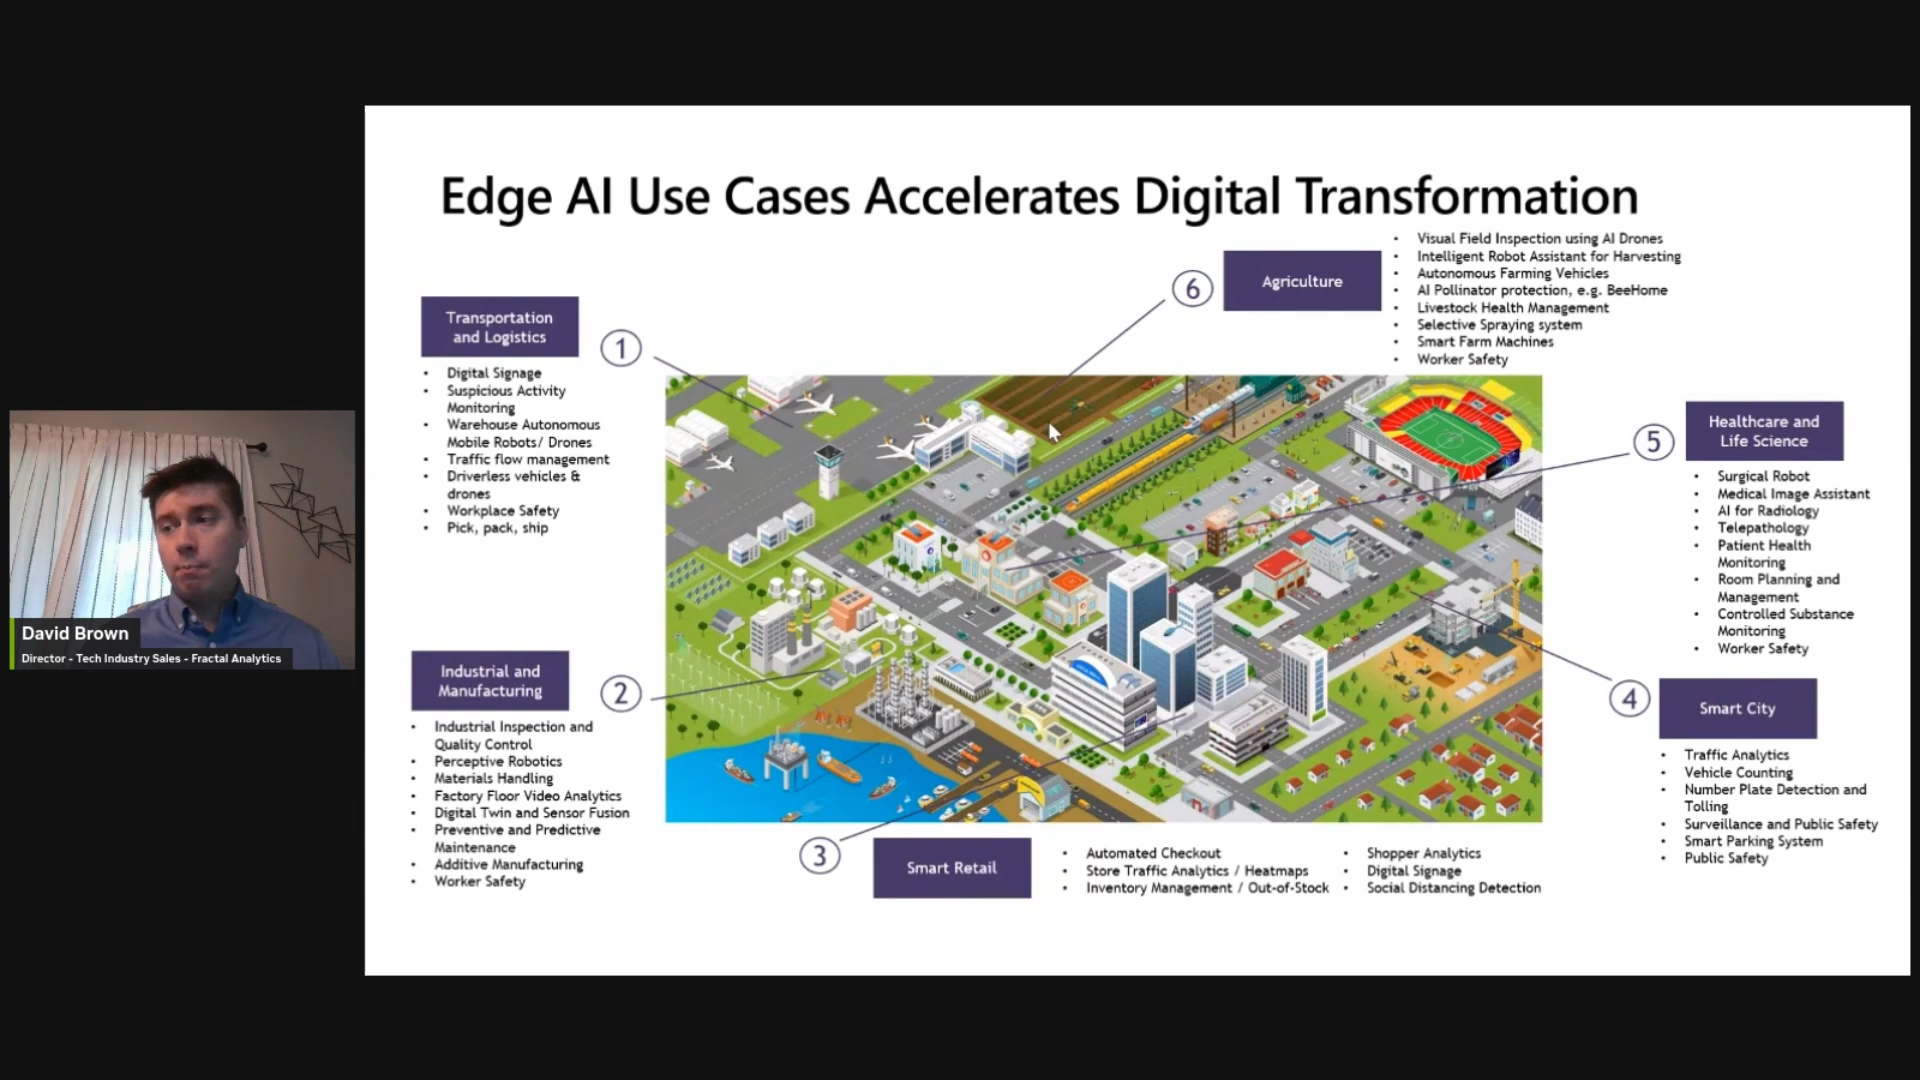 Edge AI Use Cases Accelerates Digital Transformation
Transportation
and Logistics
1
Digital Signage
Suspicious Activity
Monitoring
Warehouse Autonomous
Mobile Robots/ Drones
Traffic flow management
Driverless vehicles &
drones
Workplace Safety
Pick, pack, ship
Industrial and
Manufacturing
2
Industrial Inspection and
Quality Control
Perceptive Robotics
Materials Handling
Factory Floor Video Analytics
Digital Twin and Sensor Fusion
Preventive and Predictive
Maintenance
Additive Manufacturing
Worker Safety
3
Smart Retail
Automated Checkout
Store Traffic Analytics / Heatmaps
Inventory Management / Out-of-Stock
Shopper Analytics
Digital Signage
Social Distancing Detection
4
Smart City
Traffic Analytics
Vehicle Counting
Number Plate Detection and
Tolling
Surveillance and Public Safety
Smart Parking System
Public Safety
5
Healthcare and
Life Science
Surgical Robot
Medical Image Assistant
AI for Radiology
Telepathology
Patient Health
Monitoring
Room Planning and
Management
Controlled Substance
Monitoring
Worker Safety
6
Agriculture
Visual Field Inspection using AI Drones
Intelligent Robot Assistant for Harvesting
Autonomous Farming Vehicles
AI Pollinator protection, e.g. BeeHome
Livestock Health Management
Selective Spraying system
Smart Farm Machines
Worker Safety
David Brown
Director - Tech Industry Sales - Fractal Analytics